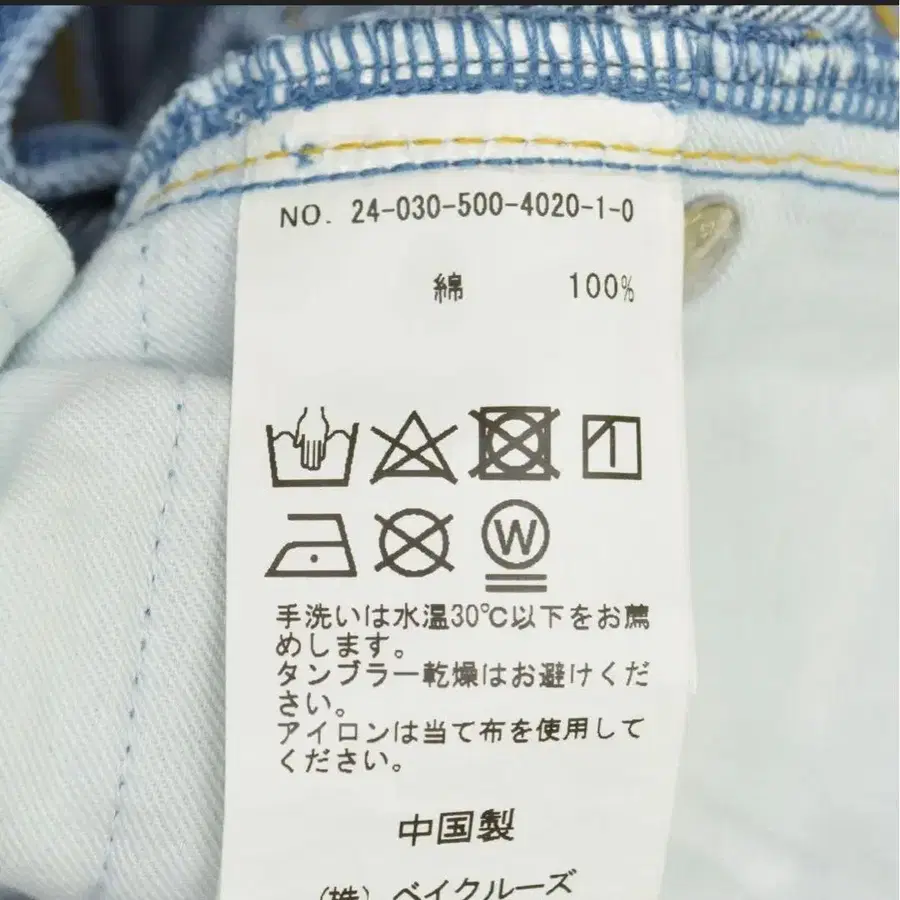 NO. 24-030-500-4020-1-0
綿 100%
W
手洗いは水温30℃以下をお薦
めします。
タンブラー乾燥はお避けくだ
さい。
アイロンは当て布を使用して
ください。
中国製
(株) ベイクルーズ